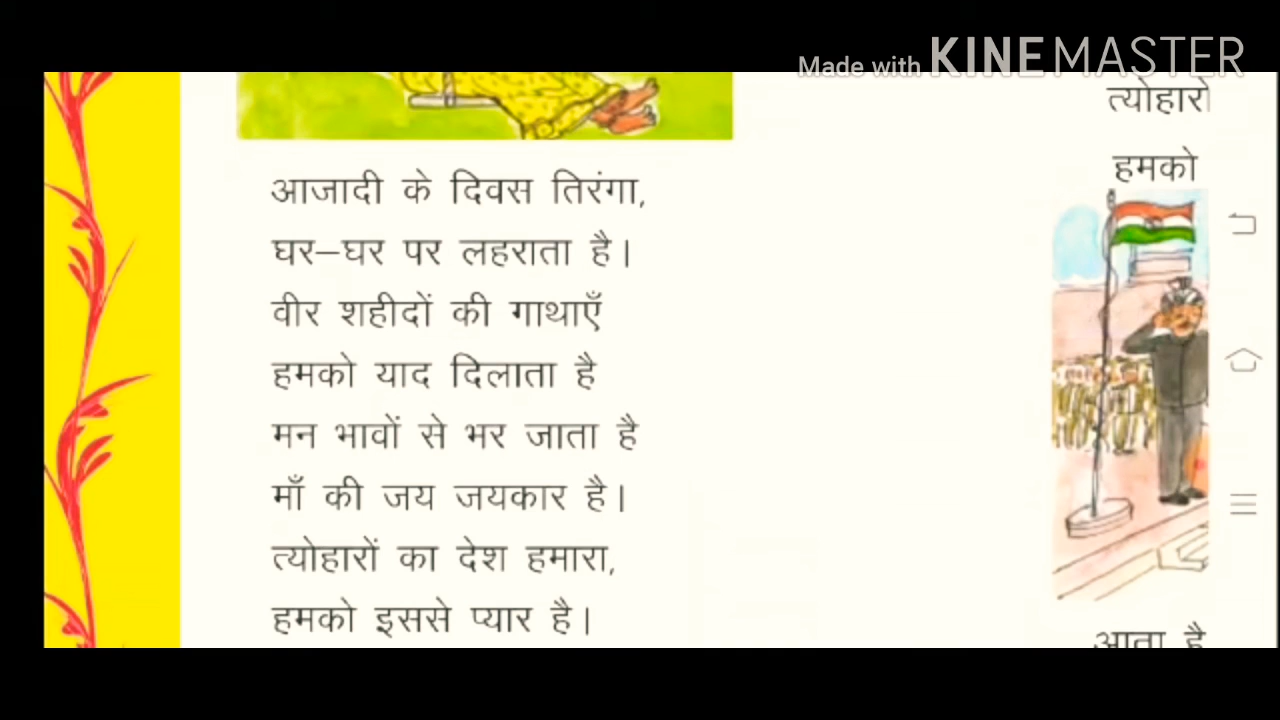 Made with KINEMASTER
आजादी के दिवस तिरंगा,
घर–घर पर लहराता है।
वीर शहीदों की गाथाएँ
हमको याद दिलाता है
मन भावों से भर जाता है
माँ की जय जयकार है।
त्योहारों का देश हमारा,
हमको इससे प्यार है।
त्योहारो
हमको
आता है